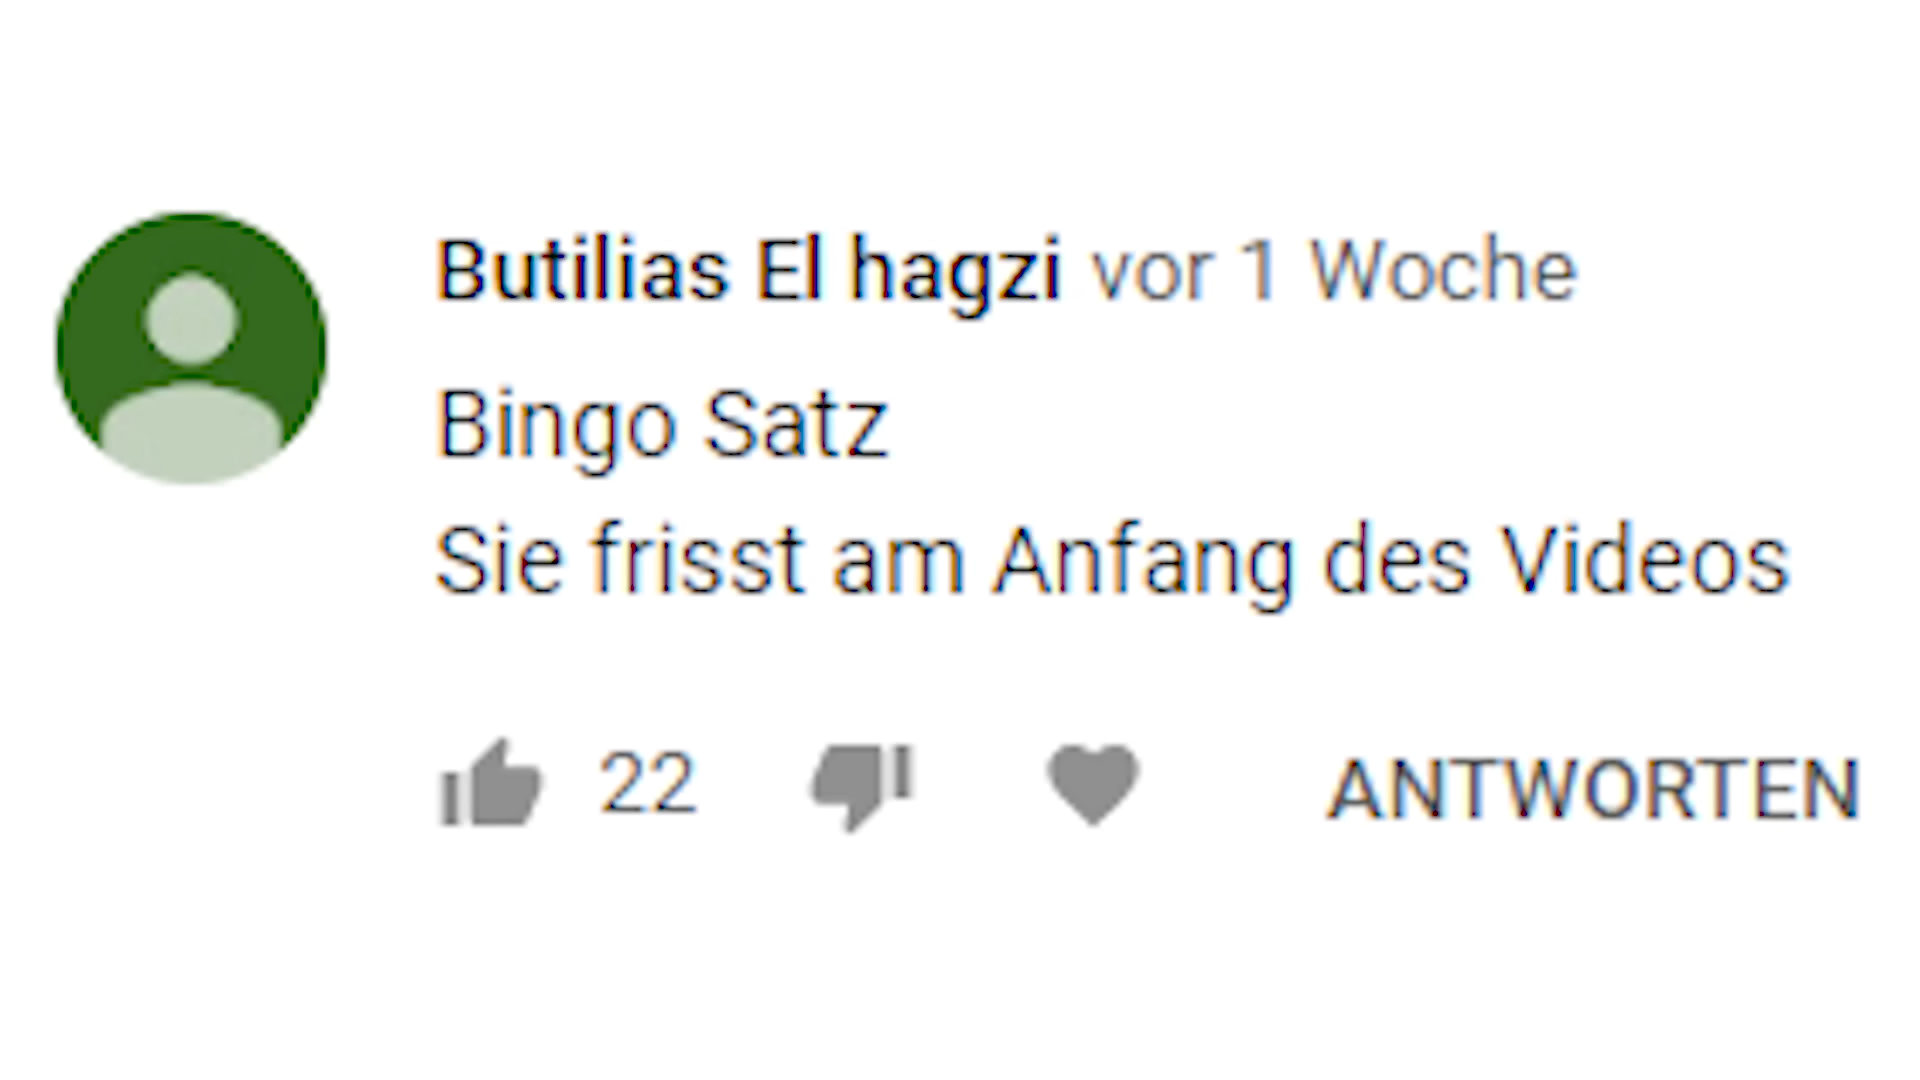 Butilias El hagzi vor 1 Woche
Bingo Satz
Sie frisst am Anfang des Videos
22 ANTWORTEN